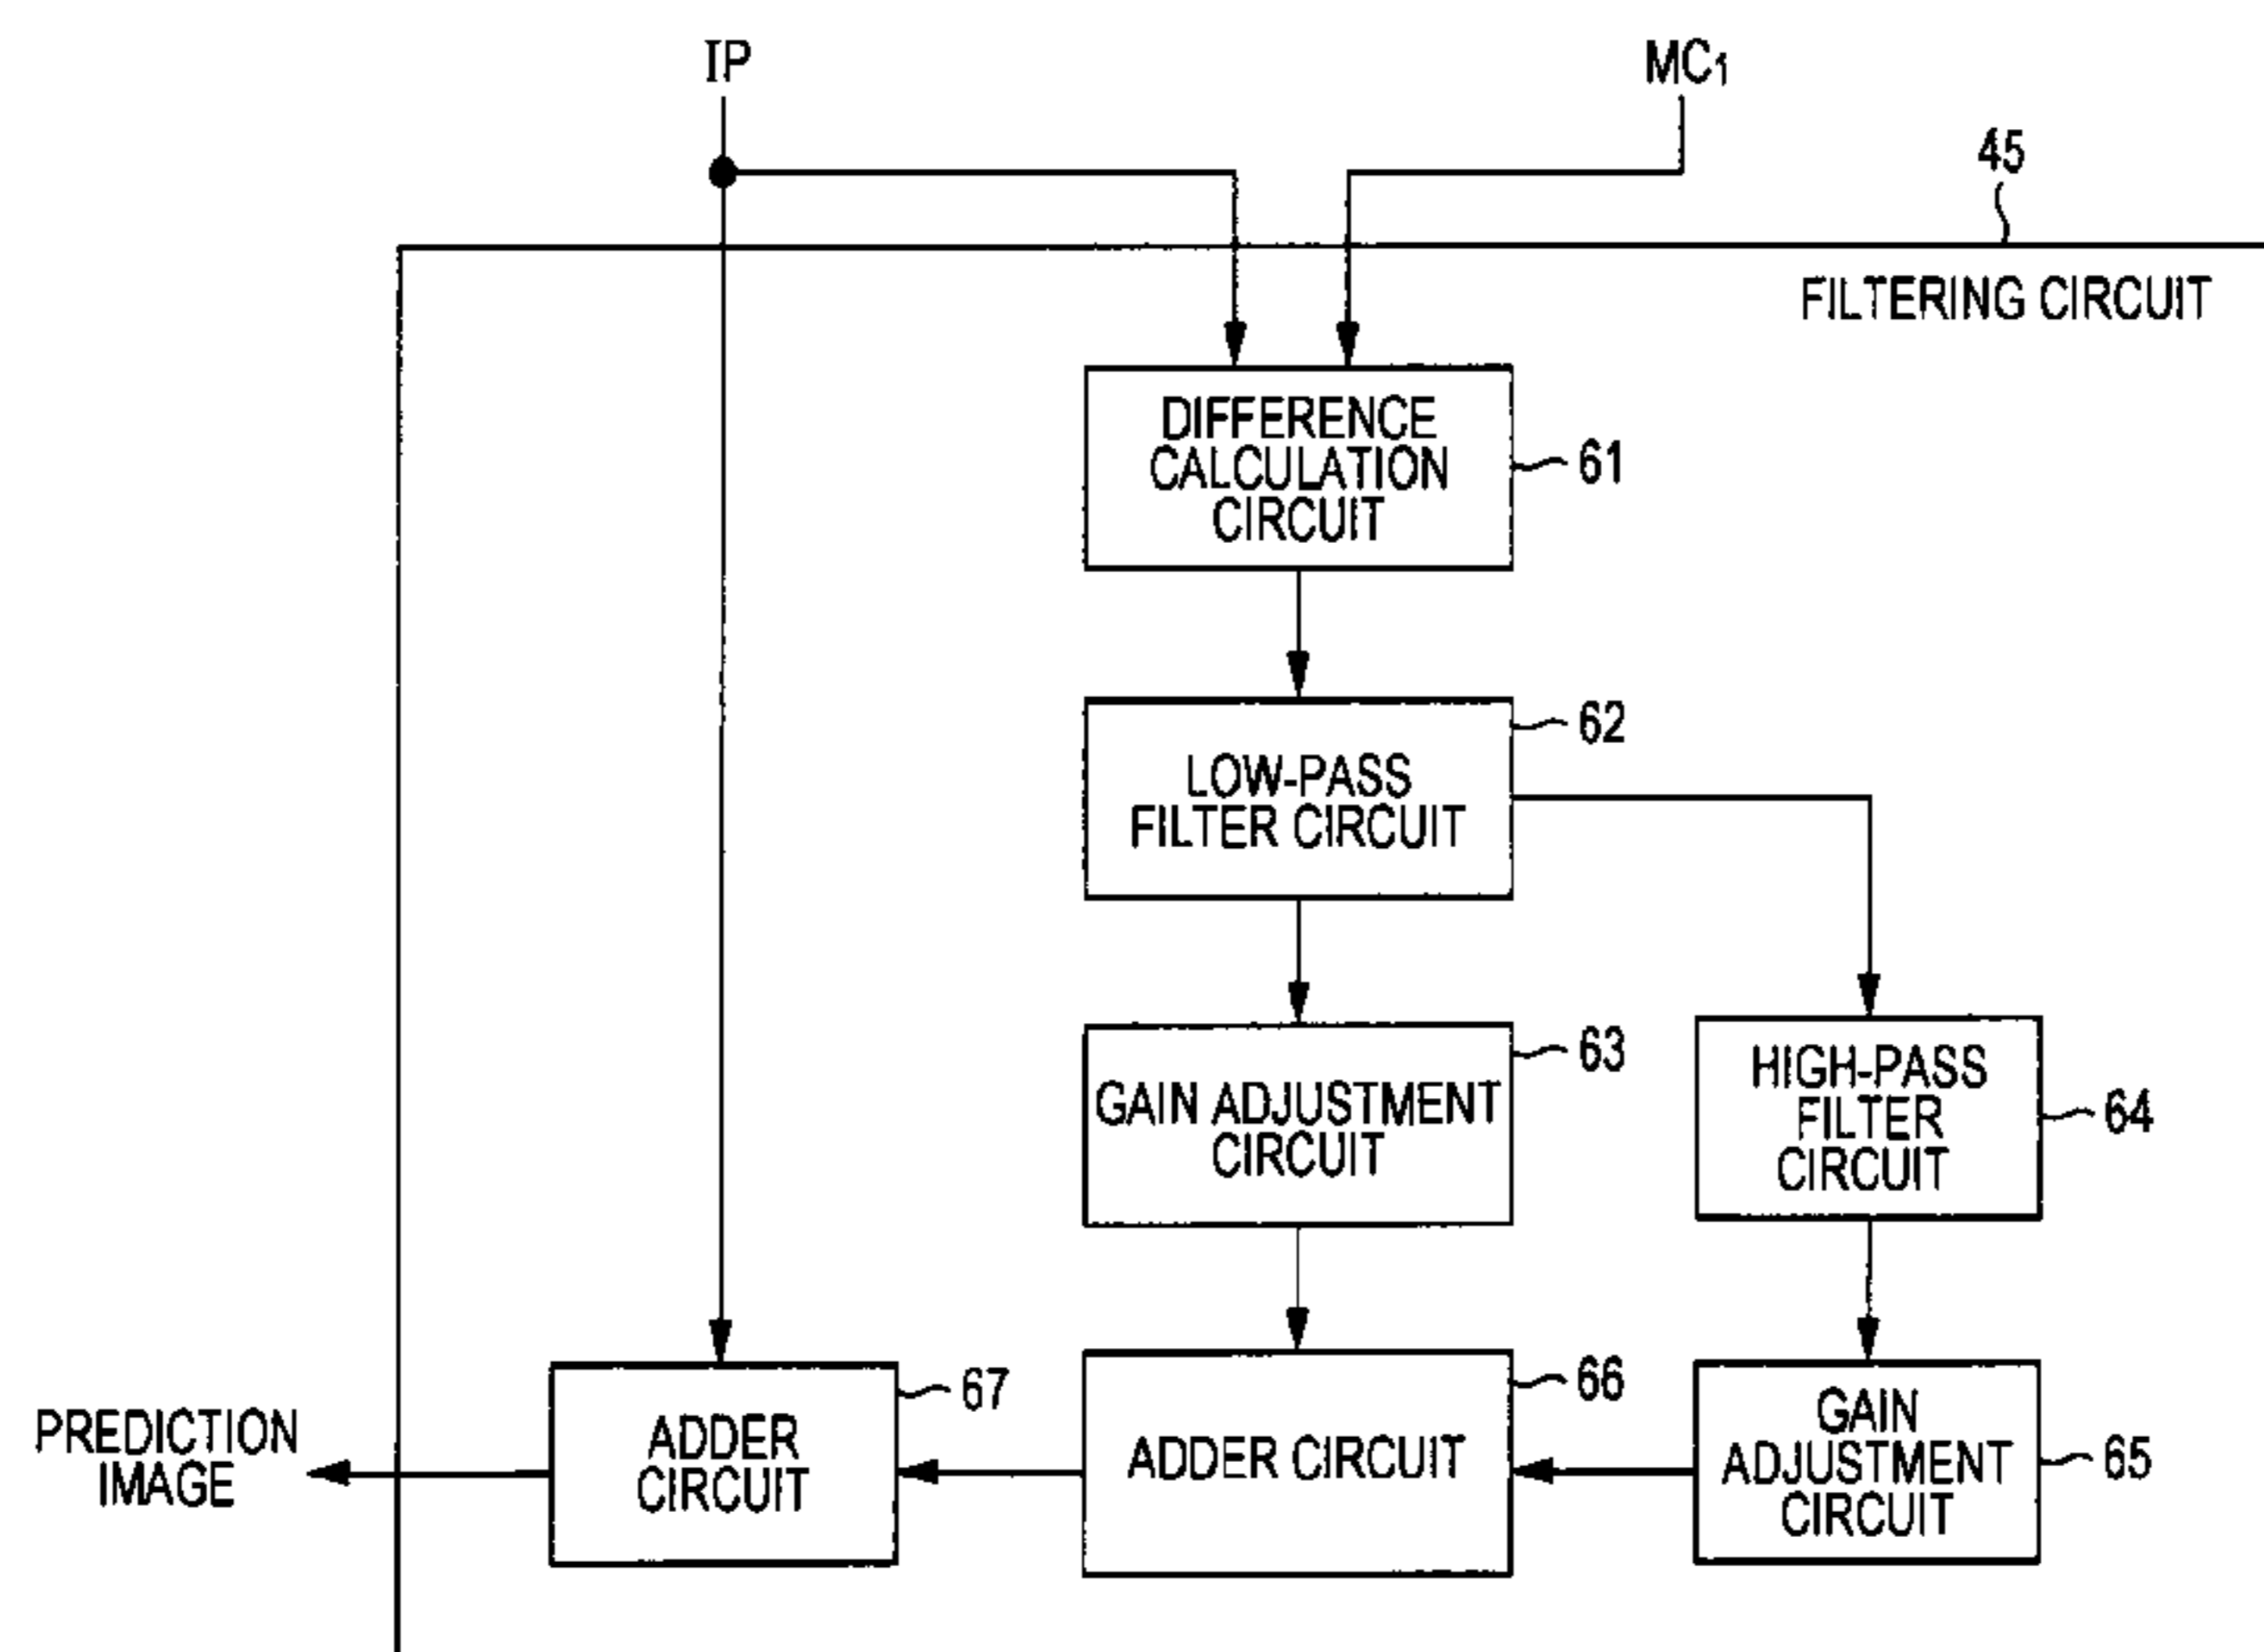 IP
MC1
45
FILTERING CIRCUIT
DIFFERENCE
CALCULATION
CIRCUIT
61
LOW-PASS
FILTER CIRCUIT
62
GAIN ADJUSTMENT
CIRCUIT
63
HIGH-PASS
FILTER
CIRCUIT
64
PREDICTION
IMAGE
ADDER
CIRCUIT
67
ADDER CIRCUIT
66
GAIN
ADJUSTMENT
CIRCUIT
65